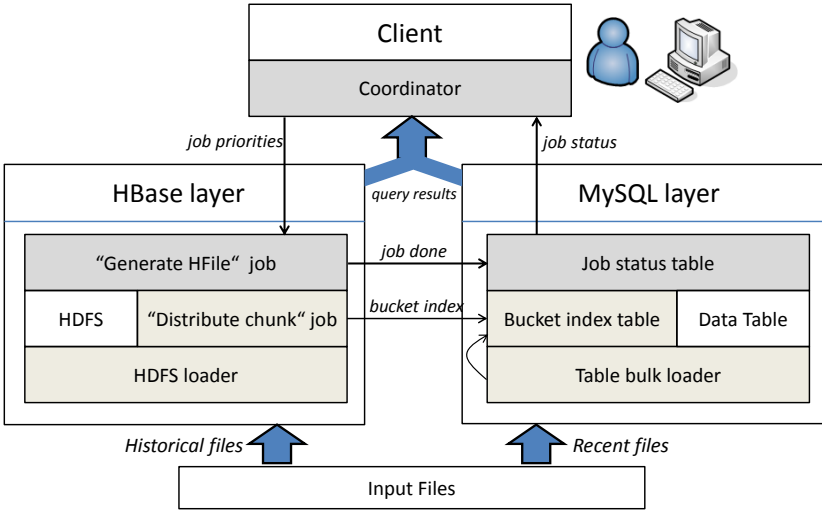 Client
Coordinator
job priorities
job status
HBase layer
query results
MySQL layer
“Generate HFile“ job
job done
Job status table
HDFS
“Distribute chunk“ job
bucket index
Bucket index table
Data Table
HDFS loader
Table bulk loader
Historical files
Recent files
Input Files